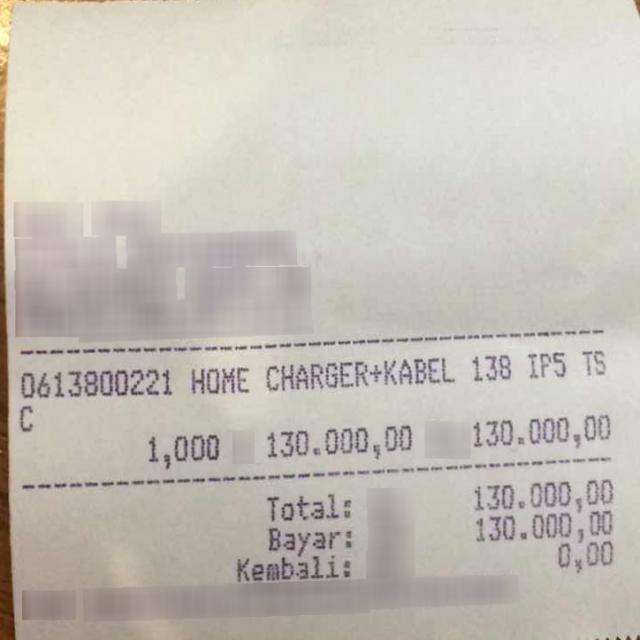 0613800221 HOME CHARGER+KABEL 138 IP5 TS
C
1,000 130.000,00 130.000,00
Total: 130.000,00
Bayar: 130.000,00
Kembali: 0,00